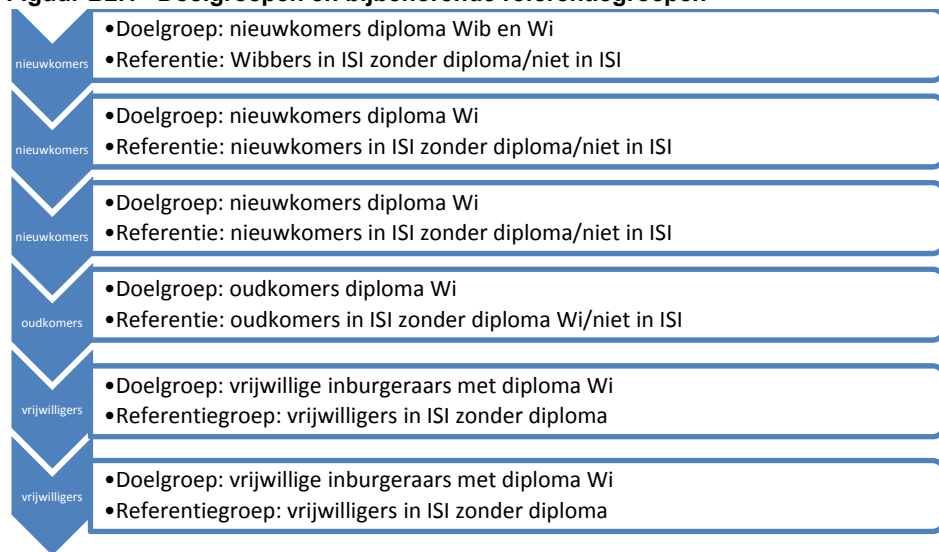 nieuwkomers
•Doelgroep: nieuwkomers diploma Wib en Wi
•Referentie: Wibbers in ISI zonder diploma/niet in ISI
nieuwkomers
•Doelgroep: nieuwkomers diploma Wi
•Referentie: nieuwkomers in ISI zonder diploma/niet in ISI
nieuwkomers
•Doelgroep: nieuwkomers diploma Wi
•Referentie: nieuwkomers in ISI zonder diploma/niet in ISI
oudkomers
•Doelgroep: oudkomers diploma Wi
•Referentie: oudkomers in ISI zonder diploma Wi/niet in ISI
vrijwilligers
•Doelgroep: vrijwillige inburgeraars met diploma Wi
•Referentiegroep: vrijwilligers in ISI zonder diploma
vrijwilligers
•Doelgroep: vrijwillige inburgeraars met diploma Wi
•Referentiegroep: vrijwilligers in ISI zonder diploma